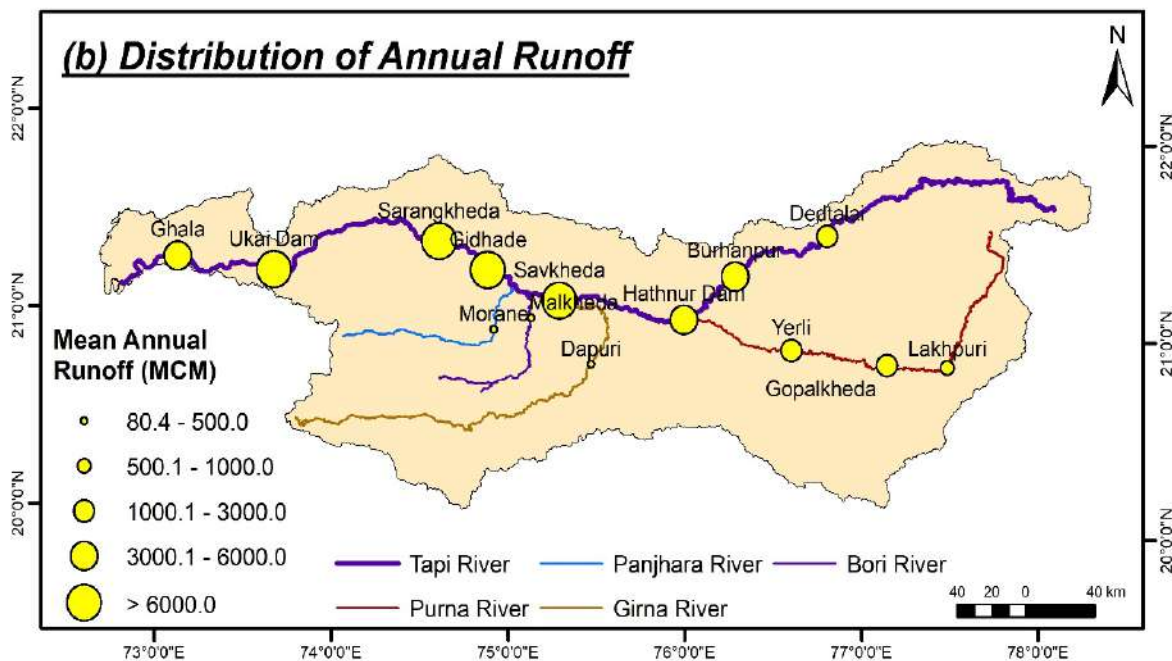 (b) Distribution of Annual Runoff
N
22°0'0"N
22°0'0"N
Dedtalai
Sarangkheda
Ghala
Ukai Dam
Gidhade
Burhanpur
Savkheda
Hathnur Dam
Malkheda
21°0'0"N
Morane
21°0'0"N
Yerli
Lakhpuri
Dapuri
Gopalkheda
Mean Annual
Runoff (MCM)
80.4 - 500.0
500.1 - 1000.0
1000.1 - 3000.0
3000.1 - 6000.0
> 6000.0
20°0'0"N
20°0'0"N
Tapi River
Panjhara River
Bori River
Purna River
Girna River
40 20 0 40 km
73°0'0"E 74°0'0"E 75°0'0"E 76°0'0"E 77°0'0"E 78°0'0"E